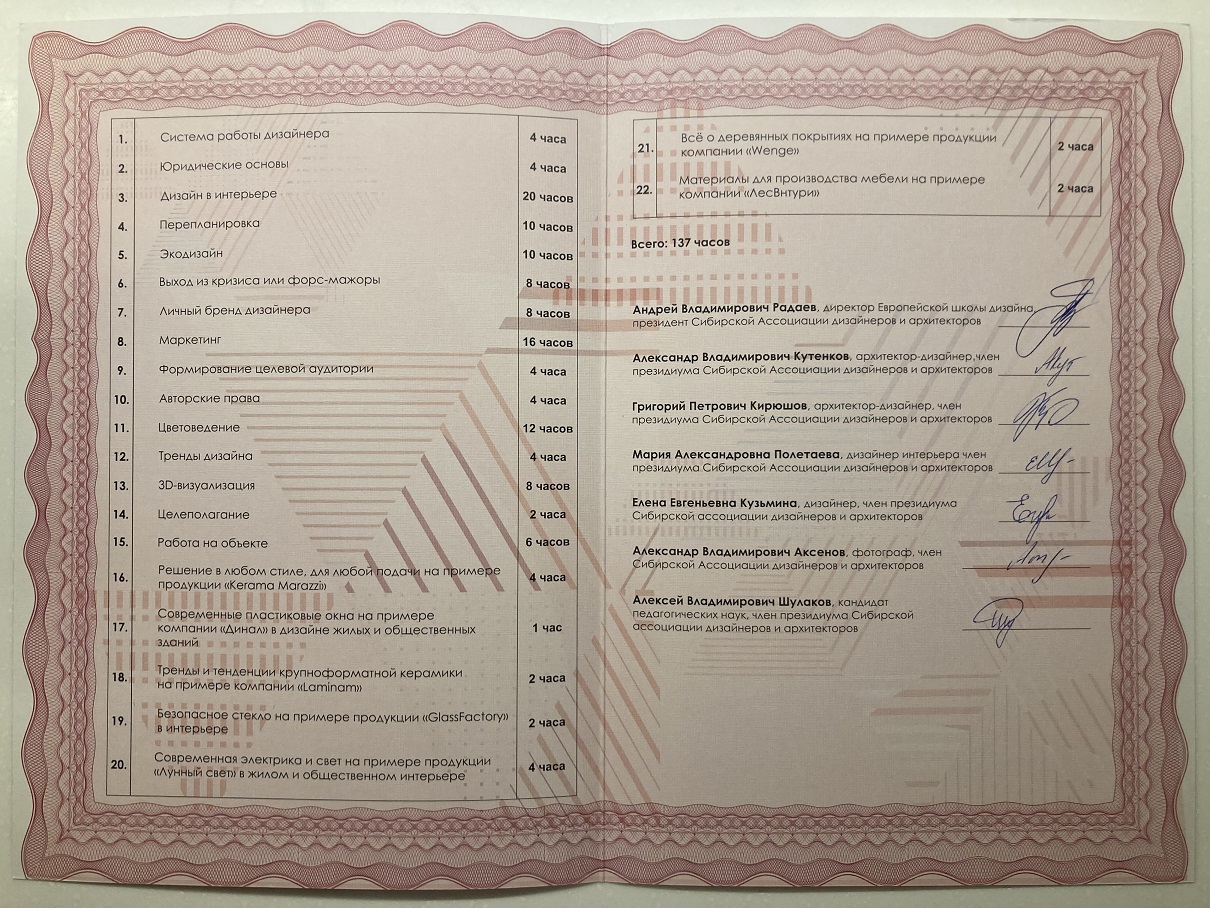 1. Система работы дизайнера 4 часа
2. Юридические основы 4 часа
3. Дизайн в интерьере 20 часов
4. Перепланировка 10 часов
5. Экодизайн 10 часов
6. Выход из кризиса или форс-мажоры 8 часов
7. Личный бренд дизайнера 8 часов
8. Маркетинг 16 часов
9. Формирование целевой аудитории 4 часа
10. Авторские права 4 часа
11. Цветоведение 12 часов
12. Тренды дизайна 4 часа
13. 3D-визуализация 8 часов
14. Целеполагание 2 часа
15. Работа на объекте 6 часов
16. Решение в любом стиле, для любой подачи на примере
продукции «Kerama Marazzi» 4 часа
17. Современные пластиковые окна на примере
компании «Динал» в дизайне жилых и общественных
зданий 1 час
18. Тренды и тенденции крупноформатной керамики
на примере компании «Laminam» 2 часа
19. Безопасное стекло на примере продукции «GlassFactory»
в интерьере 2 часа
20. Современная электрика и свет на примере продукции
«Лунный свет» в жилом и общественном интерьере 4 часа
21. Всё о деревянных покрытиях на примере продукции
компании «Wenge» 2 часа
22. Материалы для производства мебели на примере
компании «ЛесВнтури» 2 часа
Всего: 137 часов
Андрей Владимирович Радаев, директор Европейской школы дизайна,
президент Сибирской Ассоциации дизайнеров и архитекторов
Александр Владимирович Кутенков, архитектор-дизайнер,член
президиума Сибирской Ассоциации дизайнеров и архитекторов
Григорий Петрович Кирюшов, архитектор-дизайнер, член
президиума Сибирской Ассоциации дизайнеров и архитекторов
Мария Александровна Полетаева, дизайнер интерьера член
президиума Сибирской Ассоциации дизайнеров и архитекторов
Елена Евгеньевна Кузьмина, дизайнер, член президиума
Сибирской ассоциации дизайнеров и архитекторов
Александр Владимирович Аксенов, фотограф, член
Сибирской Ассоциации дизайнеров и архитекторов
Алексей Владимирович Шулаков, кандидат
педагогических наук, член президиума Сибирской
ассоциации дизайнеров и архитекторов